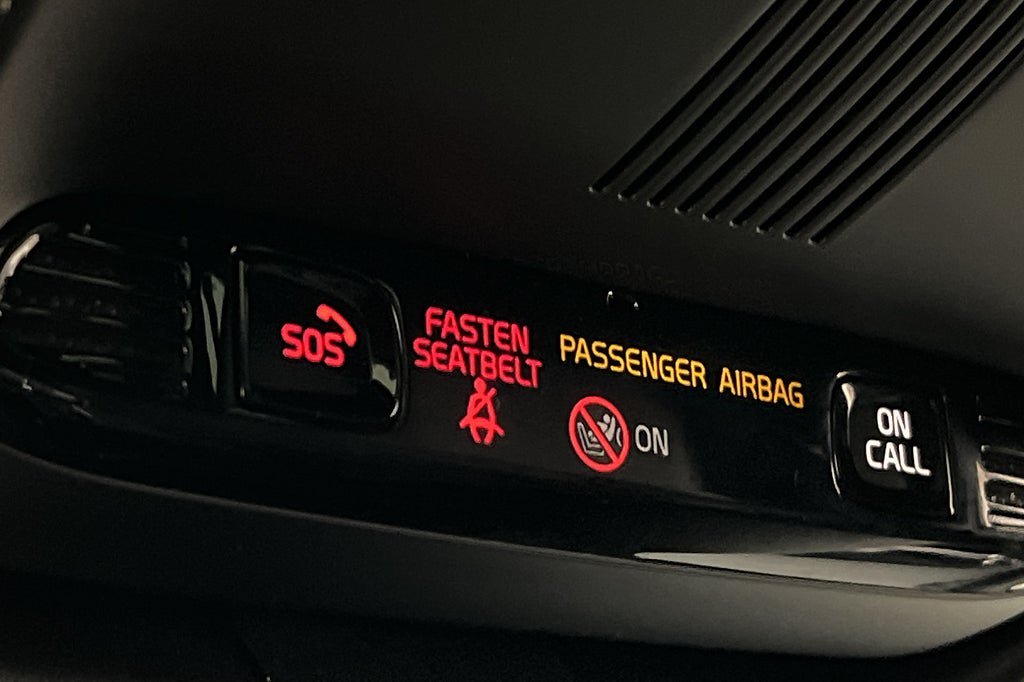 SOS
FASTEN
SEATBELT
PASSENGER AIRBAG
ON
ON
CALL